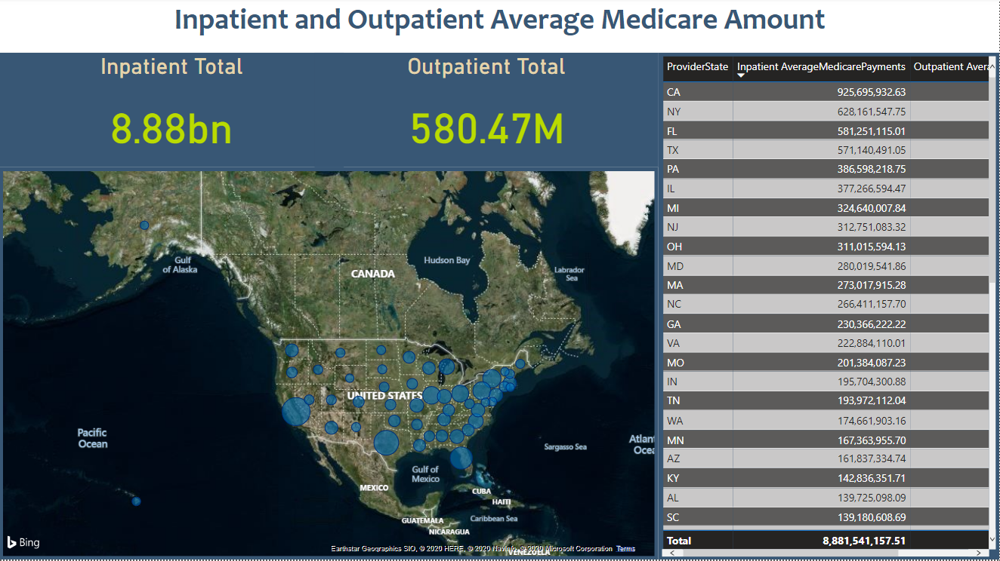 Inpatient and Outpatient Average Medicare Amount
Inpatient Total
8.88bn
Outpatient Total
580.47M
Gulf
of Alaska
CANADA
Hudson Bay
Labrador
Sea
UNITED STATES
Pacific
Ocean
Sargasso Sea
Atlan
Ocea
Gulf of
Mexico
MEXICO
CUBA
HAITI
GUATEMALA
Caribbean Sea
NICARAGUA
VENEZUELA
Bing
Earthstar Geographics SIO, © 2020 HERE, © 2020 NavInfo, © 2020 Microsoft Corporation Terms
ProviderState Inpatient AverageMedicarePayments Outpatient Avera
CA 925,695,932.63
NY 628,161,547.75
FL 581,251,115.01
TX 571,140,491.05
PA 386,598,218.75
IL 377,266,594.47
MI 324,640,007.84
NJ 312,751,083.32
OH 311,015,594.13
MD 280,019,541.86
MA 273,017,915.28
NC 266,411,157.70
GA 230,366,222.22
VA 222,884,110.01
MO 201,384,087.23
IN 195,704,300.88
TN 193,972,112.04
WA 174,661,903.16
MN 167,363,955.70
AZ 161,837,334.74
KY 142,836,351.71
AL 139,725,098.09
SC 139,180,608.69
Total 8,881,541,157.51